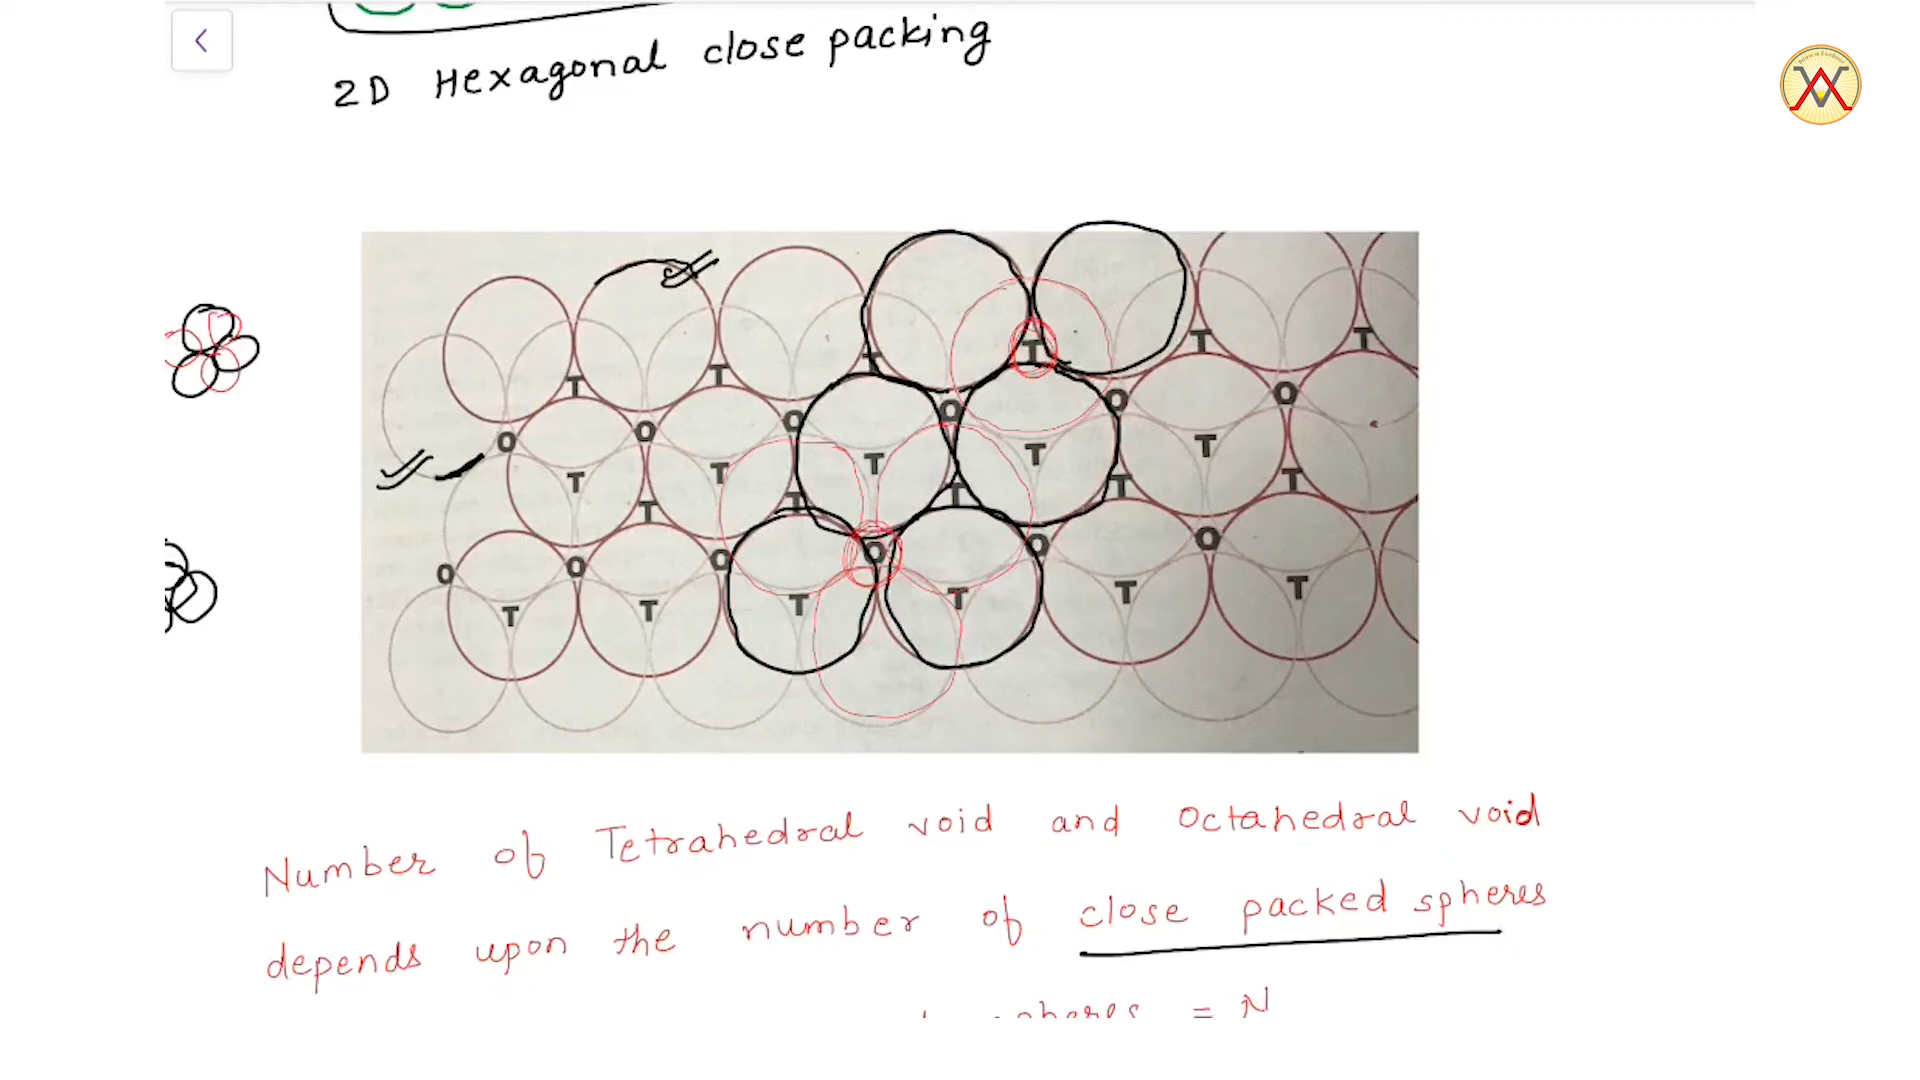 2D Hexagonal close packing
T T T T T T
O O O O O O
T T T T T
T T T T T
O O O O O O
T T T T T T
Number of Tetrahedral void and Octahedral void
depends upon the number of close packed spheres
spheres = N